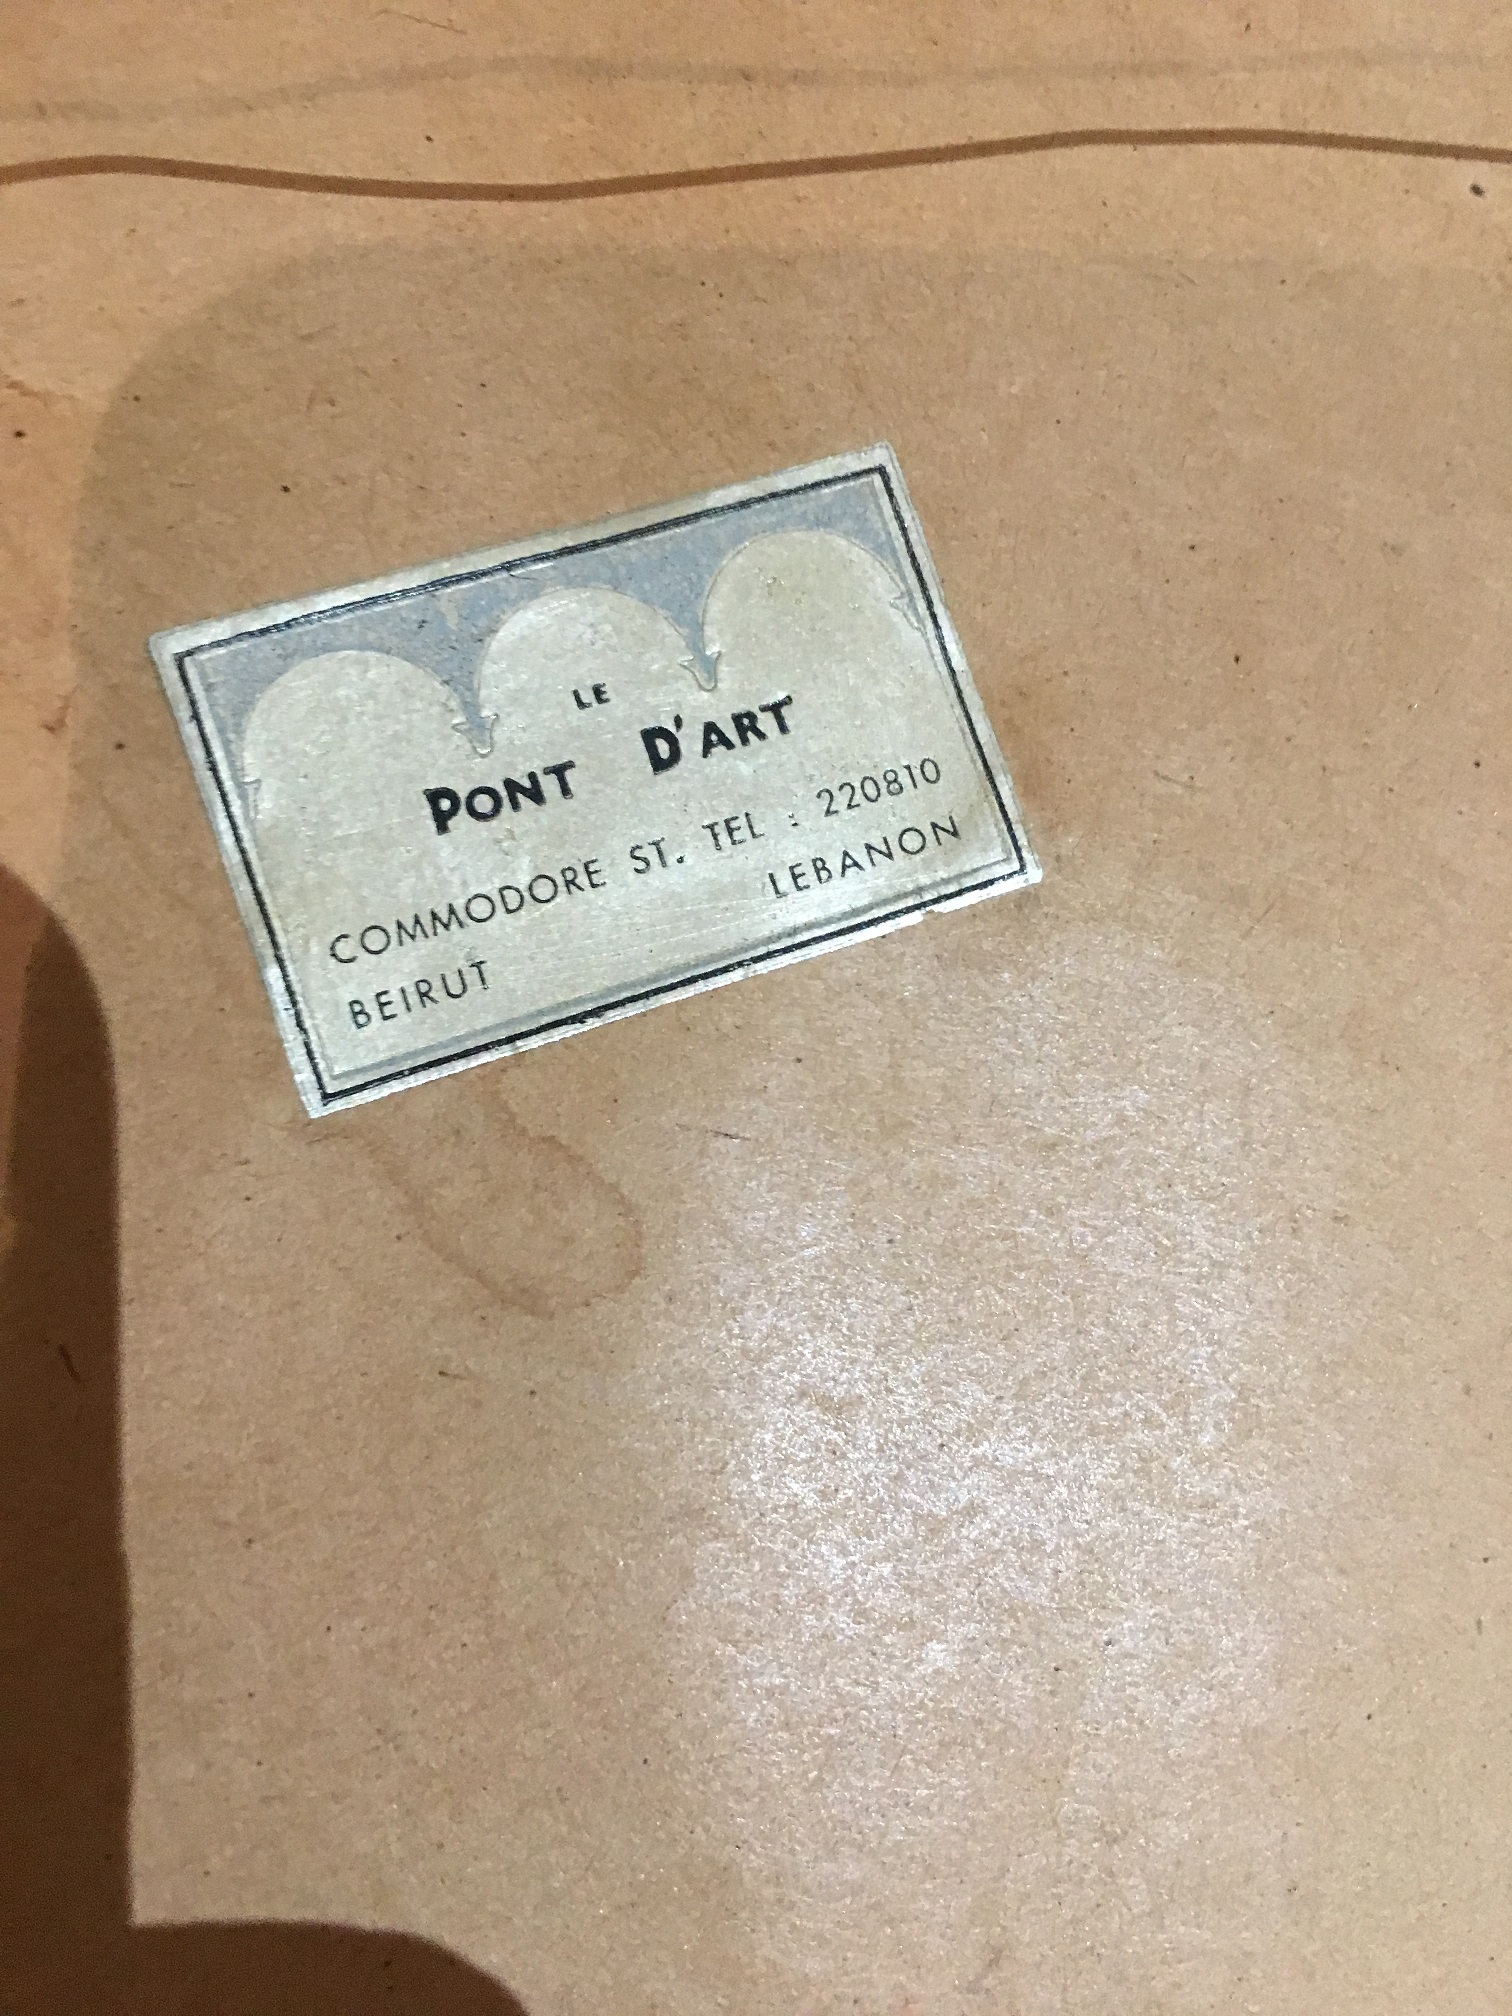 LE
PONT D'ART
COMMODORE ST. TEL : 220810
BEIRUT LEBANON